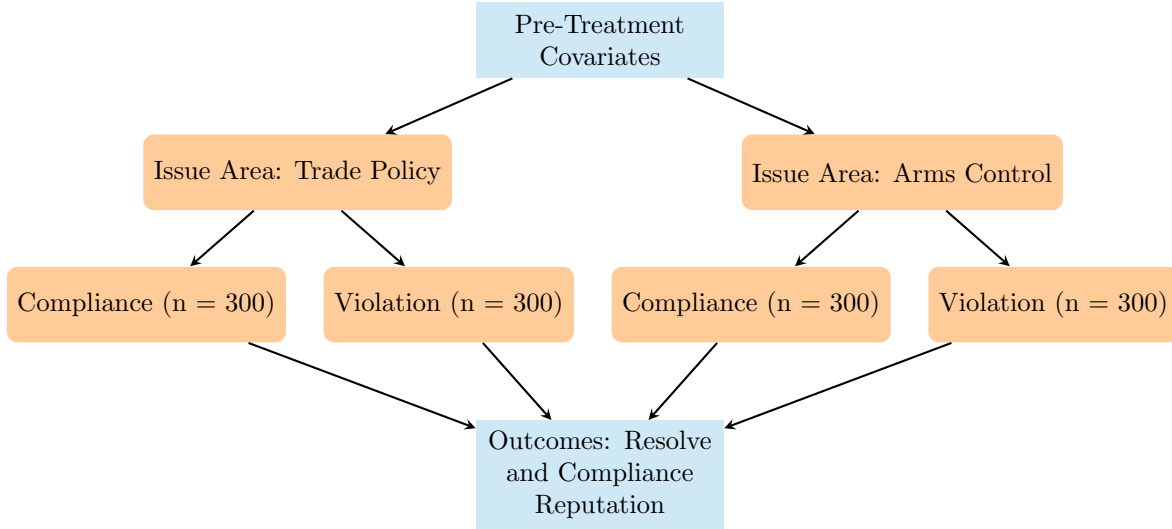 Pre-Treatment
Covariates
Issue Area: Trade Policy
Issue Area: Arms Control
Compliance (n = 300)
Violation (n = 300)
Compliance (n = 300)
Violation (n = 300)
Outcomes: Resolve
and Compliance
Reputation